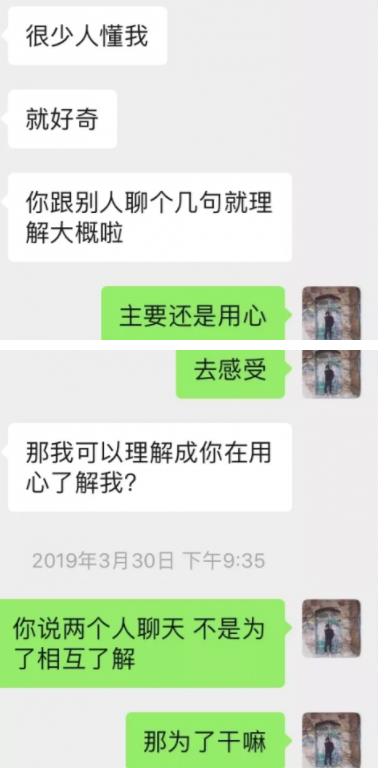 很少人懂我
就好奇
你跟别人聊个几句就理
解大概啦
主要还是用心
去感受
那我可以理解成你在用
心了解我?
2019年3月30日 下午9:35
你说两个人聊天 不是为
了相互了解
那为了干嘛